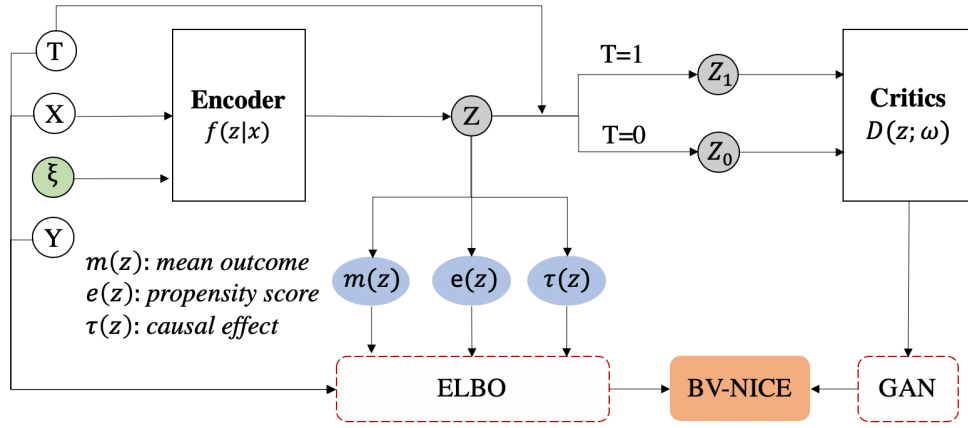 T
X
ξ
Y
Encoder
f(z|x)
Z
T=1
T=0
Z₁
Z₀
Critics
D(z; ω)
m(z): mean outcome
e(z): propensity score
τ(z): causal effect
m(z)
e(z)
τ(z)
ELBO
BV-NICE
GAN